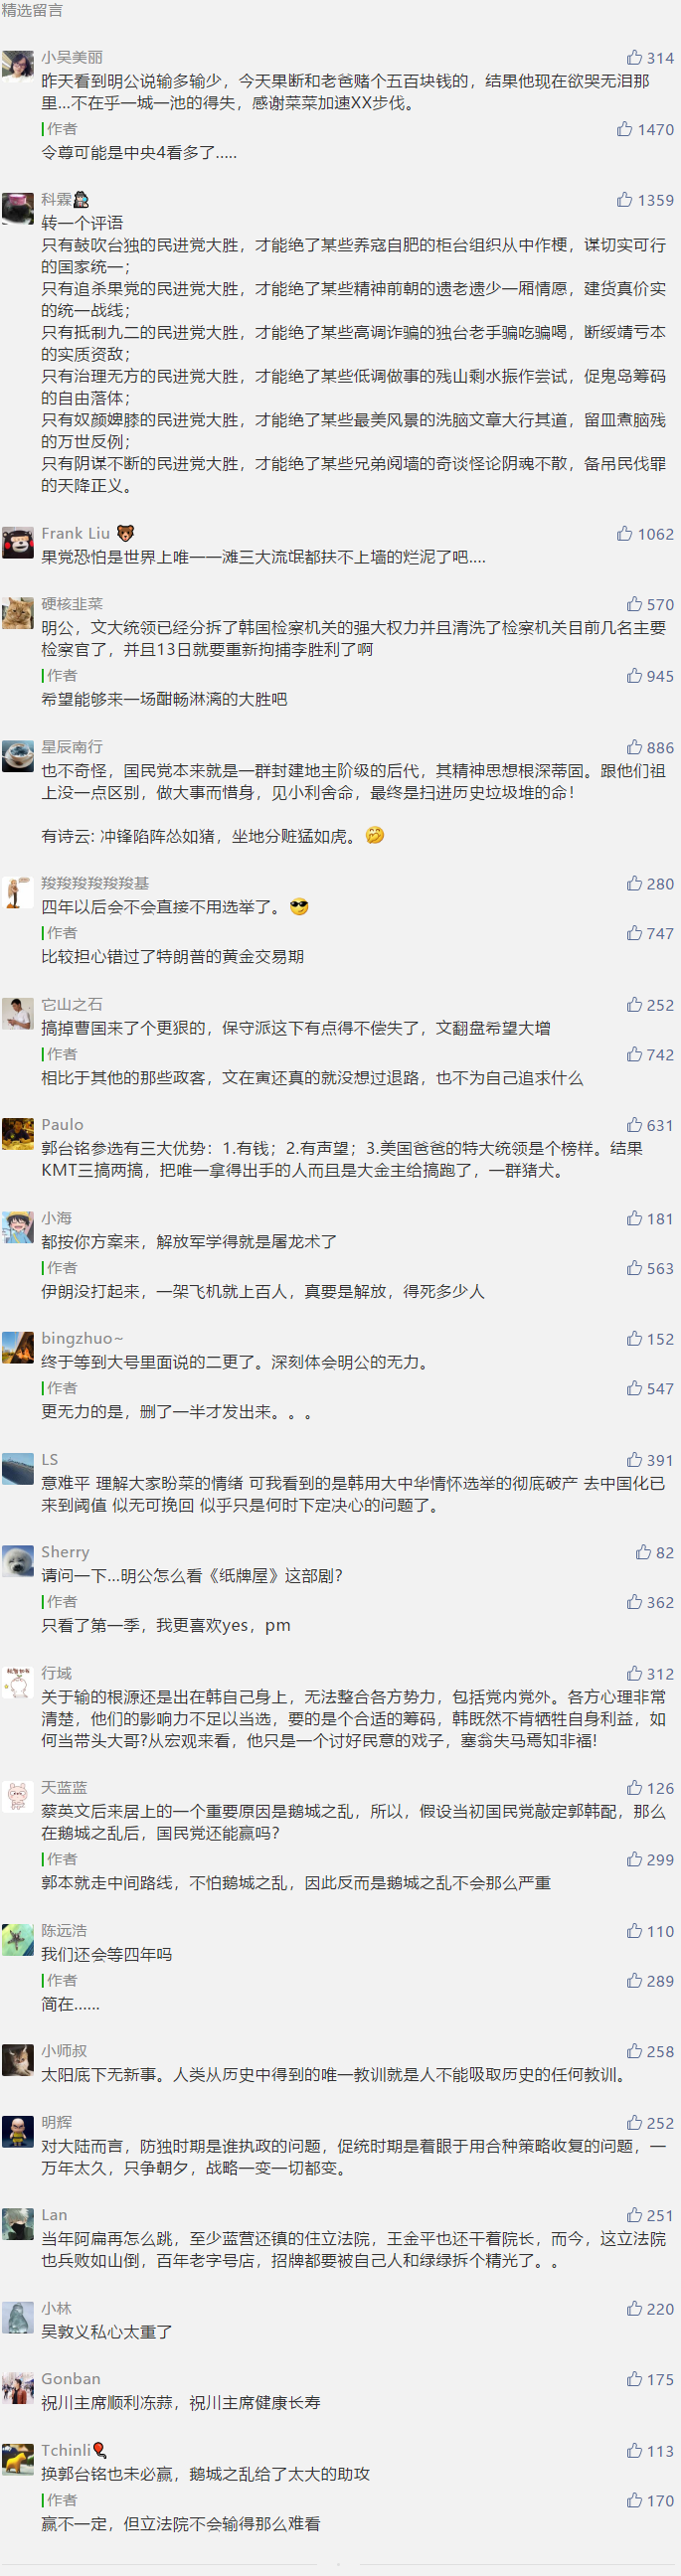 精选留言
小吴美丽
314
昨天看到明公说输多输少，今天果断和老爸赌个五百块钱的，结果他现在欲哭无泪那
里...不在乎一城一池的得失，感谢菜菜加速XX步伐。
作者
1470
令尊可能是中央4看多了.....
科霖
1359
转一个评语
只有鼓吹台独的民进党大胜，才能绝了某些养寇自肥的柜台组织从中作梗，谋切实可行
的国家统一；
只有追杀果党的民进党大胜，才能绝了某些精神前朝的遗老遗少一厢情愿，建货真价实
的统一战线；
只有抵制九二的民进党大胜，才能绝了某些高调诈骗的独台老手骗吃骗喝，断绥靖亏本
的实质资敌；
只有治理无方的民进党大胜，才能绝了某些低调做事的残山剩水振作尝试，促鬼岛筹码
的自由落体；
只有奴颜婢膝的民进党大胜，才能绝了某些最美风景的洗脑文章大行其道，留皿煮脑残
的万世反例；
只有阴谋不断的民进党大胜，才能绝了某些兄弟阋墙的奇谈怪论阴魂不散，备吊民伐罪
的天降正义。
Frank Liu
1062
果党恐怕是世界上唯一一滩三大流氓都扶不上墙的烂泥了吧....
硬核韭菜
570
明公，文大统领已经分拆了韩国检察机关的强大权力并且清洗了检察机关目前几名主要
检察官了，并且13日就要重新拘捕李胜利了啊
作者
945
希望能够来一场酣畅淋漓的大胜吧
星辰南行
886
也不奇怪，国民党本来就是一群封建地主阶级的后代，其精神思想根深蒂固。跟他们祖
上没一点区别，做大事而惜身，见小利舍命，最终是扫进历史垃圾堆的命！
有诗云: 冲锋陷阵怂如猪，坐地分赃猛如虎。
羧羧羧羧羧羧基
280
四年以后会不会直接不用选举了。
作者
747
比较担心错过了特朗普的黄金交易期
它山之石
252
搞掉曹国来了个更狠的，保守派这下有点得不偿失了，文翻盘希望大增
作者
742
相比于其他的那些政客，文在寅还真的就没想过退路，也不为自己追求什么
Paulo
631
郭台铭参选有三大优势：1.有钱；2.有声望；3.美国爸爸的特大统领是个榜样。结果
KMT三搞两搞，把唯一拿得出手的人而且是大金主给搞跑了，一群猪犬。
小海
181
都按你方案来，解放军学得就是屠龙术了
作者
563
伊朗没打起来，一架飞机就上百人，真要是解放，得死多少人
bingzhuo~
152
终于等到大号里面说的二更了。深刻体会明公的无力。
作者
547
更无力的是，删了一半才发出来。。。
LS
391
意难平 理解大家盼菜的情绪 可我看到的是韩用大中华情怀选举的彻底破产 去中国化已
来到阈值 似无可挽回 似乎只是何时下定决心的问题了。
Sherry
82
请问一下...明公怎么看《纸牌屋》这部剧？
作者
362
只看了第一季，我更喜欢yes，pm
行域
312
关于输的根源还是出在韩自己身上，无法整合各方势力，包括党内党外。各方心理非常
清楚，他们的影响力不足以当选，要的是个合适的筹码，韩既然不肯牺牲自身利益，如
何当带头大哥?从宏观来看，他只是一个讨好民意的戏子，塞翁失马焉知非福!
天蓝蓝
126
蔡英文后来居上的一个重要原因是鹅城之乱，所以，假设当初国民党敲定郭韩配，那么
在鹅城之乱后，国民党还能赢吗？
作者
299
郭本就走中间路线，不怕鹅城之乱，因此反而是鹅城之乱不会那么严重
陈远浩
110
我们还会等四年吗
作者
289
简在......
小师叔
258
太阳底下无新事。人类从历史中得到的唯一教训就是人不能吸取历史的任何教训。
明辉
252
对大陆而言，防独时期是谁执政的问题，促统时期是着眼于用合种策略收复的问题，一
万年太久，只争朝夕，战略一变一切都变。
Lan
251
当年阿扁再怎么跳，至少蓝营还镇的住立法院，王金平也还干着院长，而今，这立法院
也兵败如山倒，百年老字号店，招牌都要被自己人和绿绿拆个精光了。。
小林
220
吴敦义私心太重了
Gonban
175
祝川主席顺利冻蒜，祝川主席健康长寿
Tchinli
113
换郭台铭也未必赢，鹅城之乱给了太大的助攻
作者
170
赢不一定，但立法院不会输得那么难看